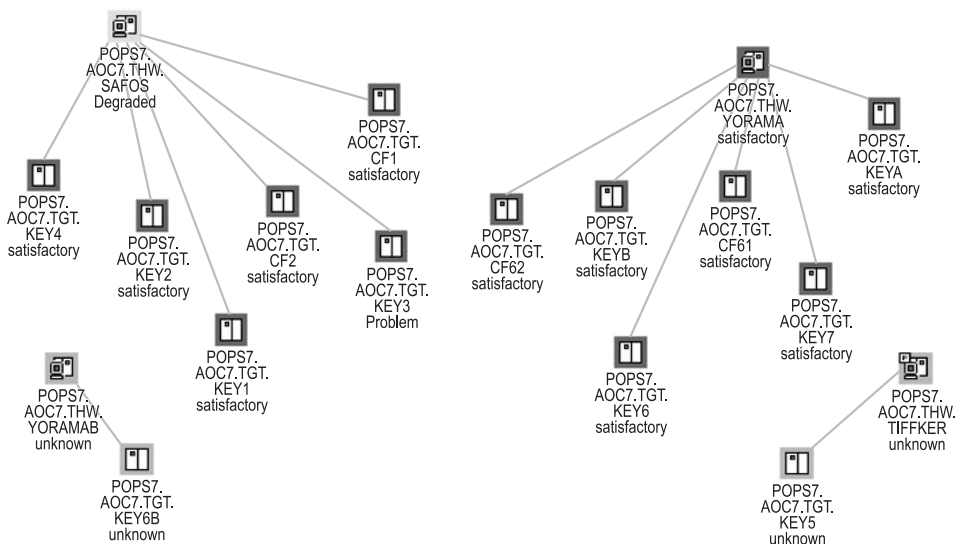 POPS7.
AOC7.THW.
SAFOS
Degraded
POPS7.
AOC7.TGT.
CF1
satisfactory
POPS7.
AOC7.TGT.
KEY4
satisfactory
POPS7.
AOC7.TGT.
KEY2
satisfactory
POPS7.
AOC7.TGT.
CF2
satisfactory
POPS7.
AOC7.TGT.
KEY3
Problem
POPS7.
AOC7.TGT.
KEY1
satisfactory
POPS7.
AOC7.THW.
YORAMAB
unknown
POPS7.
AOC7.TGT.
KEY6B
unknown
POPS7.
AOC7.THW.
YORAMA
satisfactory
POPS7.
AOC7.TGT.
KEYA
satisfactory
POPS7.
AOC7.TGT.
CF62
satisfactory
POPS7.
AOC7.TGT.
KEYB
satisfactory
POPS7.
AOC7.TGT.
CF61
satisfactory
POPS7.
AOC7.TGT.
KEY7
satisfactory
POPS7.
AOC7.TGT.
KEY6
satisfactory
POPS7.
AOC7.THW.
TIFFKER
unknown
POPS7.
AOC7.TGT.
KEY5
unknown